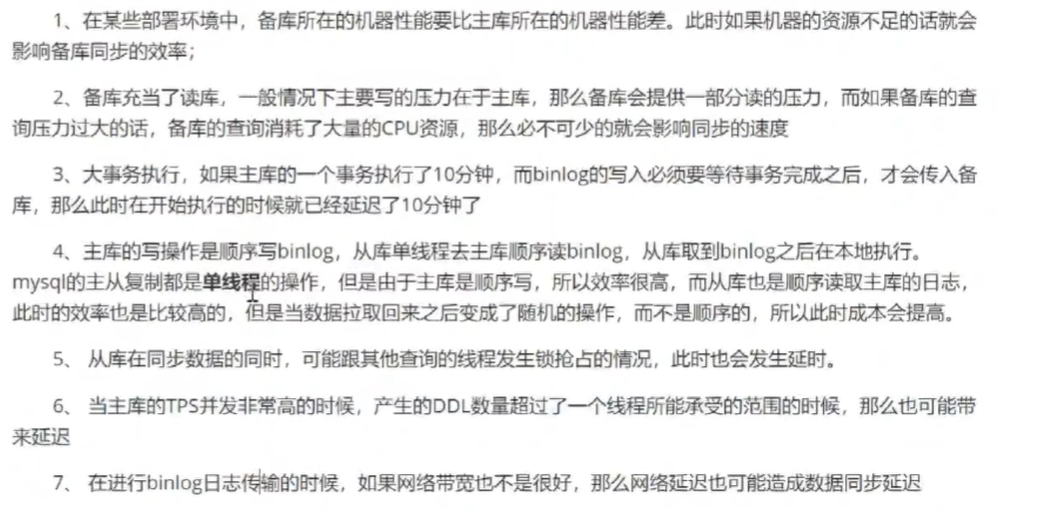 1、在某些部署环境中，备库所在的机器性能要比主库所在的机器性能差。此时如果机器的资源不足的话就会
影响备库同步的效率；
2、备库充当了读库，一般情况下主要写的压力在于主库，那么备库会提供一部分读的压力，而如果备库的查
询压力过大的话，备库的查询消耗了大量的CPU资源，那么必不可少的就会影响同步的速度
3、大事务执行，如果主库的一个事务执行了10分钟，而binlog的写入必须要等待事务完成之后，才会传入备
库，那么此时在开始执行的时候就已经延迟了10分钟了
4、主库的写操作是顺序写binlog，从库单线程去主库顺序读binlog，从库取到binlog之后在本地执行。
mysql的主从复制都是单线程的操作，但是由于主库是顺序写，所以效率很高，而从库也是顺序读取主库的日志，
此时的效率也是比较高的，但是当数据拉取回来之后变成了随机的操作，而不是顺序的，所以此时成本会提高。
5、 从库在同步数据的同时，可能跟其他查询的线程发生锁抢占的情况，此时也会发生延时。
6、 当主库的TPS并发非常高的时候，产生的DDL数量超过了一个线程所能承受的范围的时候，那么也可能带
来延迟
7、 在进行binlog日志传输的时候，如果网络带宽也不是很好，那么网络延迟也可能造成数据同步延迟